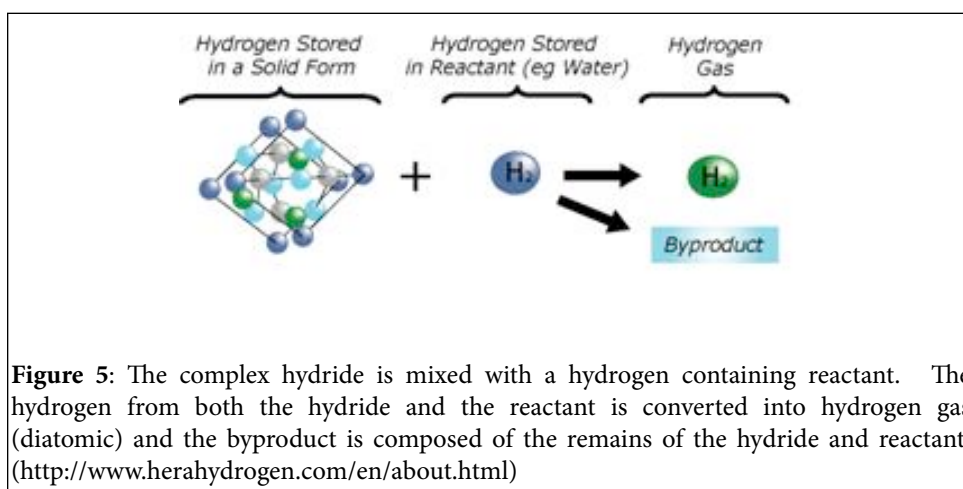 Hydrogen Stored
in a Solid Form
Hydrogen Stored
in Reactant (eg Water)
Hydrogen
Gas
+
H₂
H₂
Byproduct
Figure 5: The complex hydride is mixed with a hydrogen containing reactant. The
hydrogen from both the hydride and the reactant is converted into hydrogen gas
(diatomic) and the byproduct is composed of the remains of the hydride and reactant
(http://www.herahydrogen.com/en/about.html)